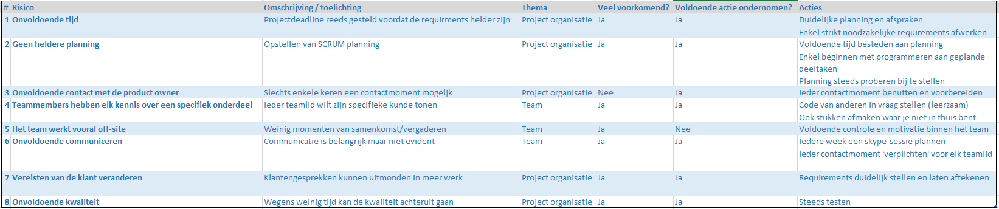 # Risico Omschrijving / toelichting Thema Veel voorkomend? Voldoende actie ondernomen? Acties
1 Onvoldoende tijd Projectdeadline reeds gesteld voordat de requirments helder zijn Project organisatie Ja Ja Duidelijke planning en afspraken
Enkel strikt noodzakelijke requirements afwerken
2 Geen heldere planning Opstellen van SCRUM planning Project organisatie Ja Ja Voldoende tijd besteden aan planning
Enkel beginnen met programmeren aan geplande
deeltaken
Planning steeds proberen bij te stellen
3 Onvoldoende contact met de product owner Slechts enkele keren een contactmoment mogeljk Project organisatie Nee Ja Ieder contactmoment benutten en voorbereiden
4 Teammembers hebben elk kennis over een specifiek onderdeel Ieder teamlid wilt zijn specifieke kunde tonen Team Ja Ja Code van anderen in vraag stellen (leerzaam)
Ook stukken afmaken waar je niet in thuis bent
5 Het team werkt vooral off-site Weinig momenten van samenkomst/vergaderen Team Ja Nee Voldoende controle en motivatie binnen het team
6 Onvoldoende communiceren Communicatie is belangrijk maar niet evident Team Ja Ja Iedere week een skype-sessie plannen
Ieder contactmoment 'verplichten' voor elk teamlid
7 Vereisten van de klant veranderen Klantengesprekken kunnen uitmonden in meer werk Project organisatie Ja Ja Requirements duidelijk stellen en laten aftekenen
8 Onvoldoende kwaliteit Wegens weinig tijd kan de kwaliteit achteruit gaan Project organisatie Ja Ja Steeds testen